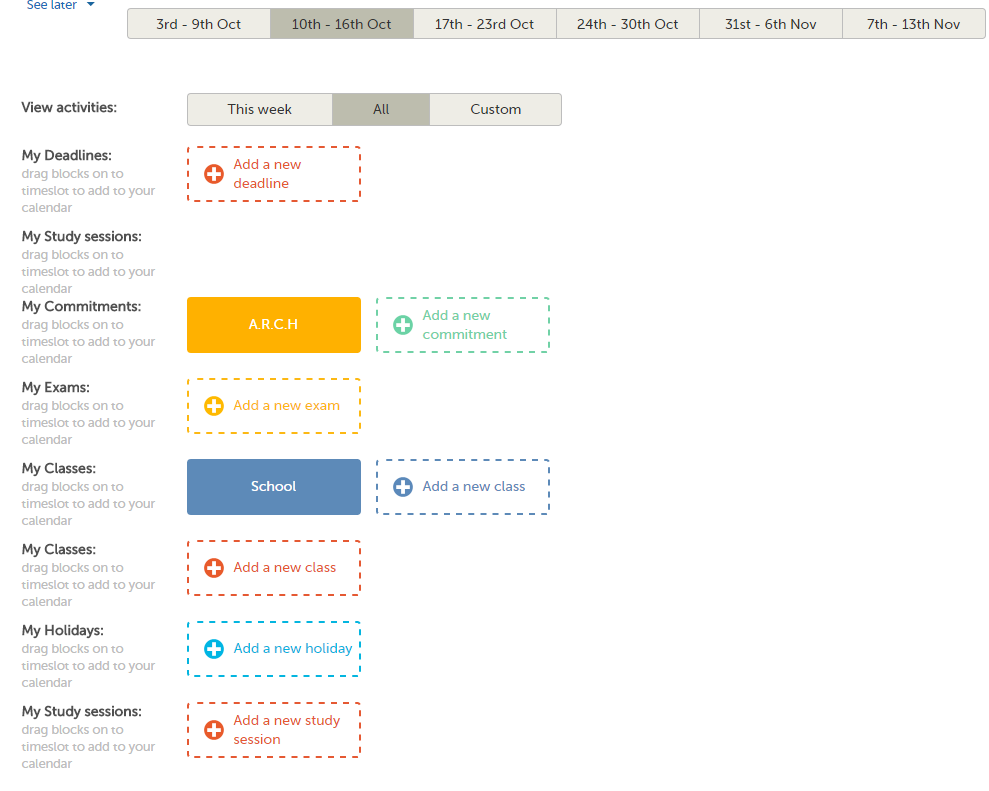 See later
3rd - 9th Oct
10th - 16th Oct
17th - 23rd Oct
24th - 30th Oct
31st - 6th Nov
7th - 13th Nov
View activities:
This week
All
Custom
My Deadlines:
drag blocks on to
timeslot to add to your
calendar
Add a new
deadline
My Study sessions:
drag blocks on to
timeslot to add to your
calendar
My Commitments:
drag blocks on to
timeslot to add to your
calendar
A.R.C.H
Add a new
commitment
My Exams:
drag blocks on to
timeslot to add to your
calendar
Add a new exam
My Classes:
drag blocks on to
timeslot to add to your
calendar
School
Add a new class
My Classes:
drag blocks on to
timeslot to add to your
calendar
Add a new class
My Holidays:
drag blocks on to
timeslot to add to your
calendar
Add a new holiday
My Study sessions:
drag blocks on to
timeslot to add to your
calendar
Add a new study
session